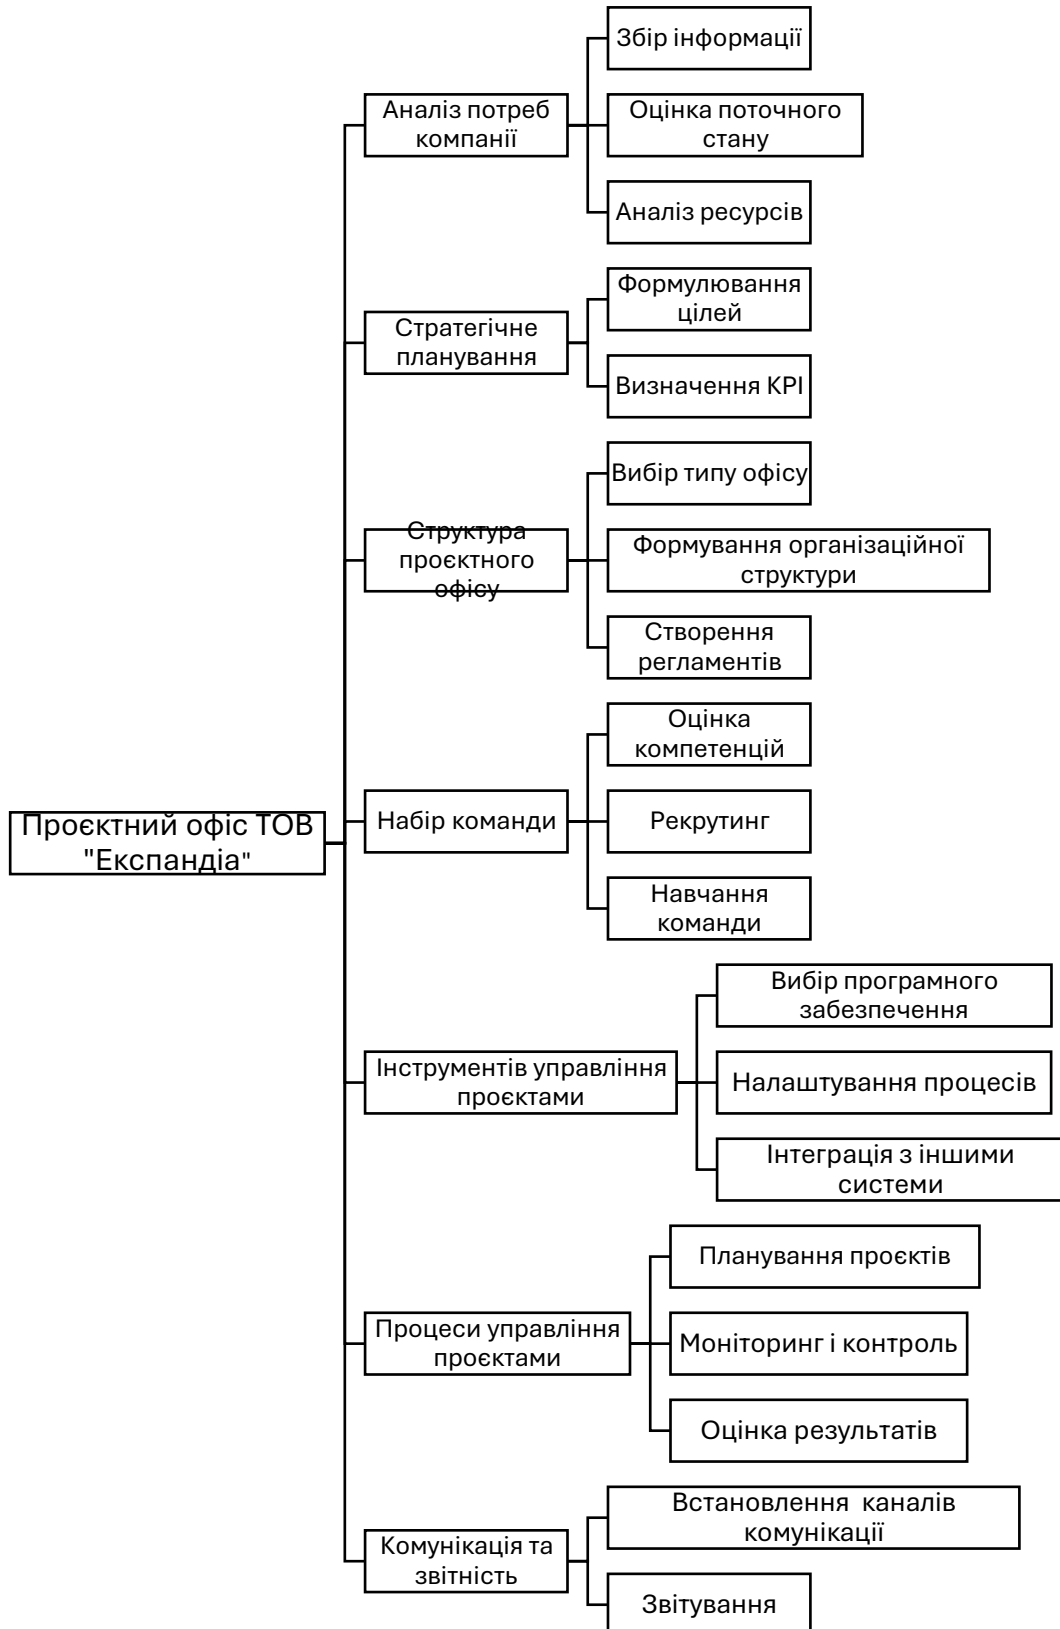 Збір інформації
Аналіз потреб
компанії
Оцінка поточного
стану
Аналіз ресурсів
Стратегічне
планування
Формулювання
цілей
Визначення KPI
Структура
проєктного
офісу
Вибір типу офісу
Формування організаційної
структури
Створення
регламентів
Проєктний офіс ТОВ
"Експандіа"
Набір команди
Оцінка
компетенцій
Рекрутинг
Навчання
команди
Інструментів управління
проєктами
Вибір програмного
забезпечення
Налаштування процесів
Інтеграція з іншими
системи
Процеси управління
проєктами
Планування проєктів
Моніторинг і контроль
Оцінка результатів
Комунікація та
звітність
Встановлення  каналів
комунікації
Звітування